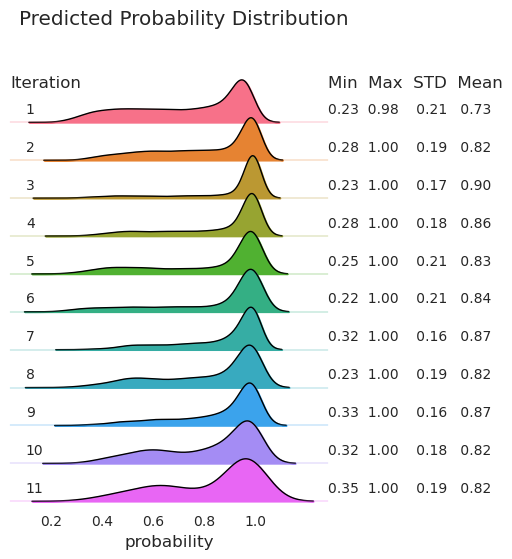 Predicted Probability Distribution
Iteration Min Max STD Mean
1 0.23 0.98 0.21 0.73
2 0.28 1.00 0.19 0.82
3 0.23 1.00 0.17 0.90
4 0.28 1.00 0.18 0.86
5 0.25 1.00 0.21 0.83
6 0.22 1.00 0.21 0.84
7 0.32 1.00 0.16 0.87
8 0.23 1.00 0.19 0.82
9 0.33 1.00 0.16 0.87
10 0.32 1.00 0.18 0.82
11 0.35 1.00 0.19 0.82
0.2 0.4 0.6 0.8 1.0
probability